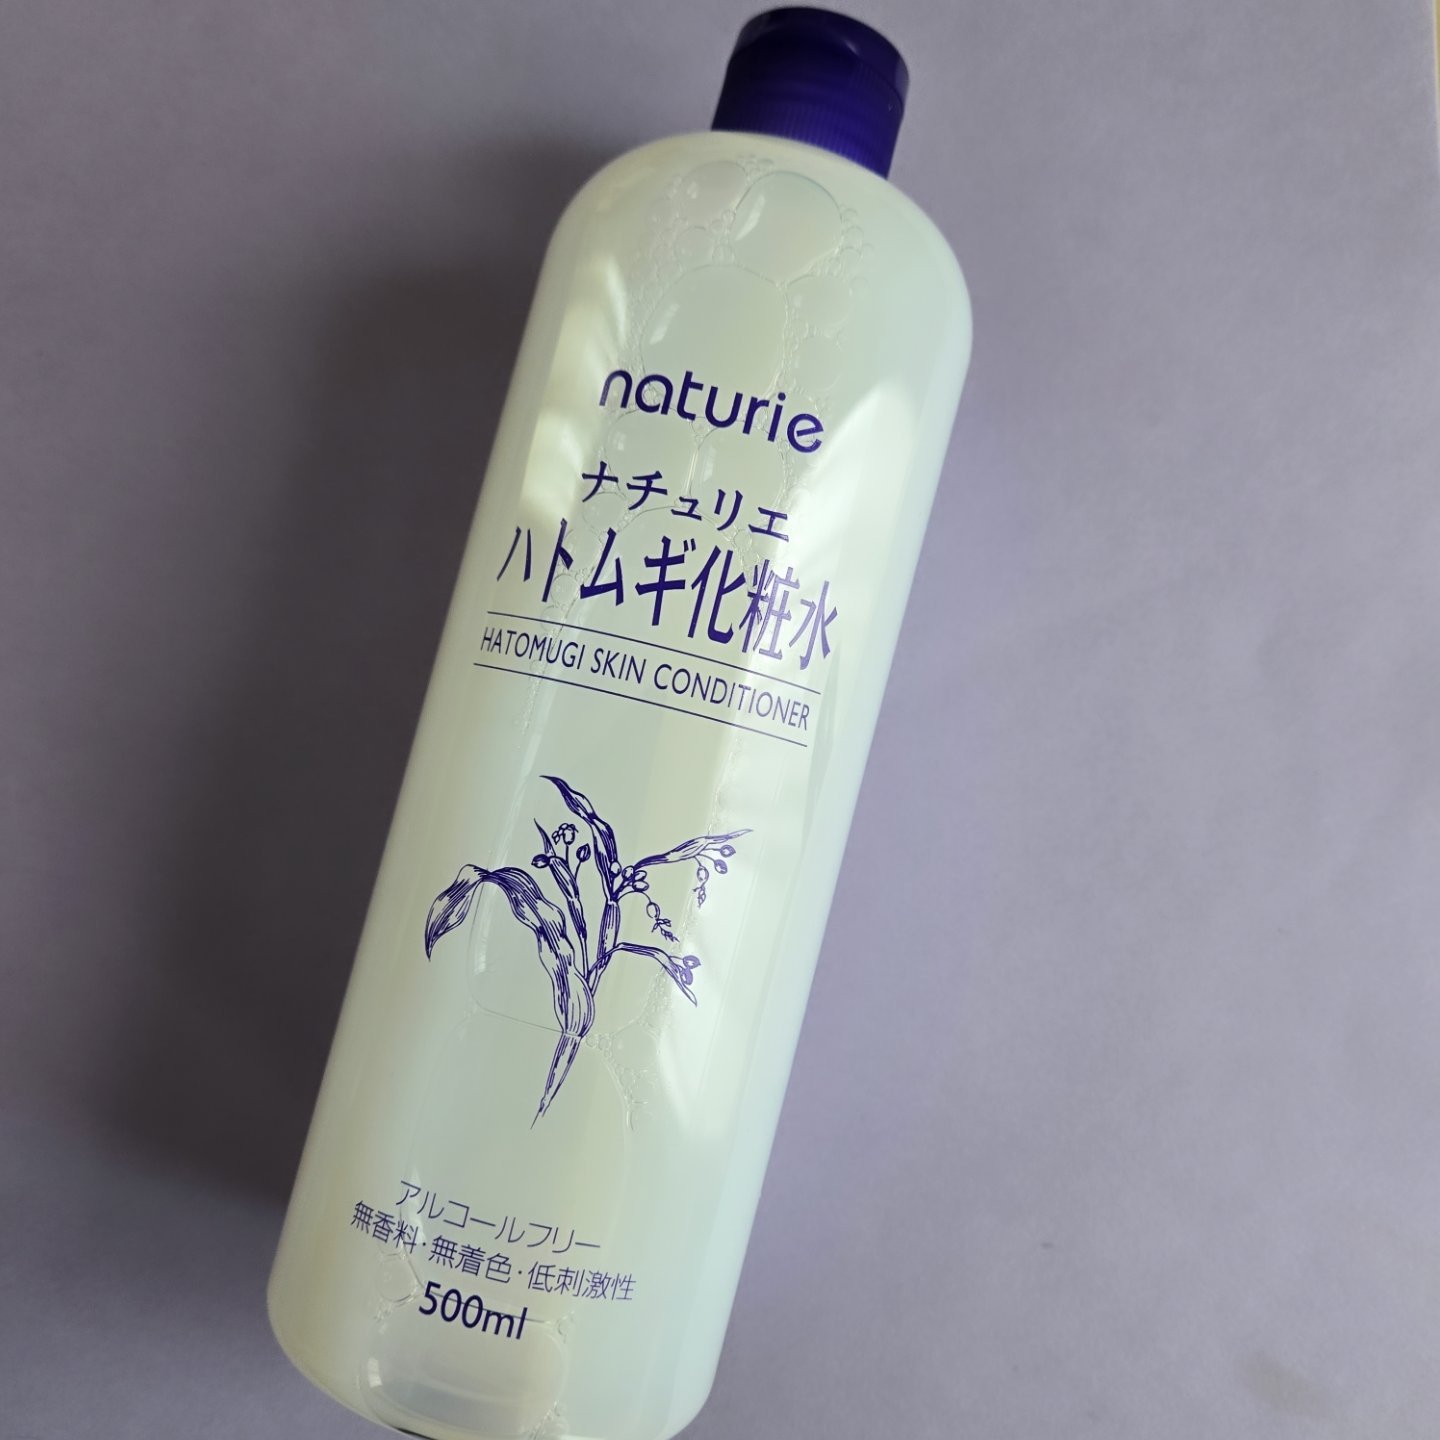 naturie
ナチュリエ
ハトムギ化粧水
HATOMUGI SKIN CONDITIONER
アルコールフリー
無香料・無着色・低刺激性
500ml